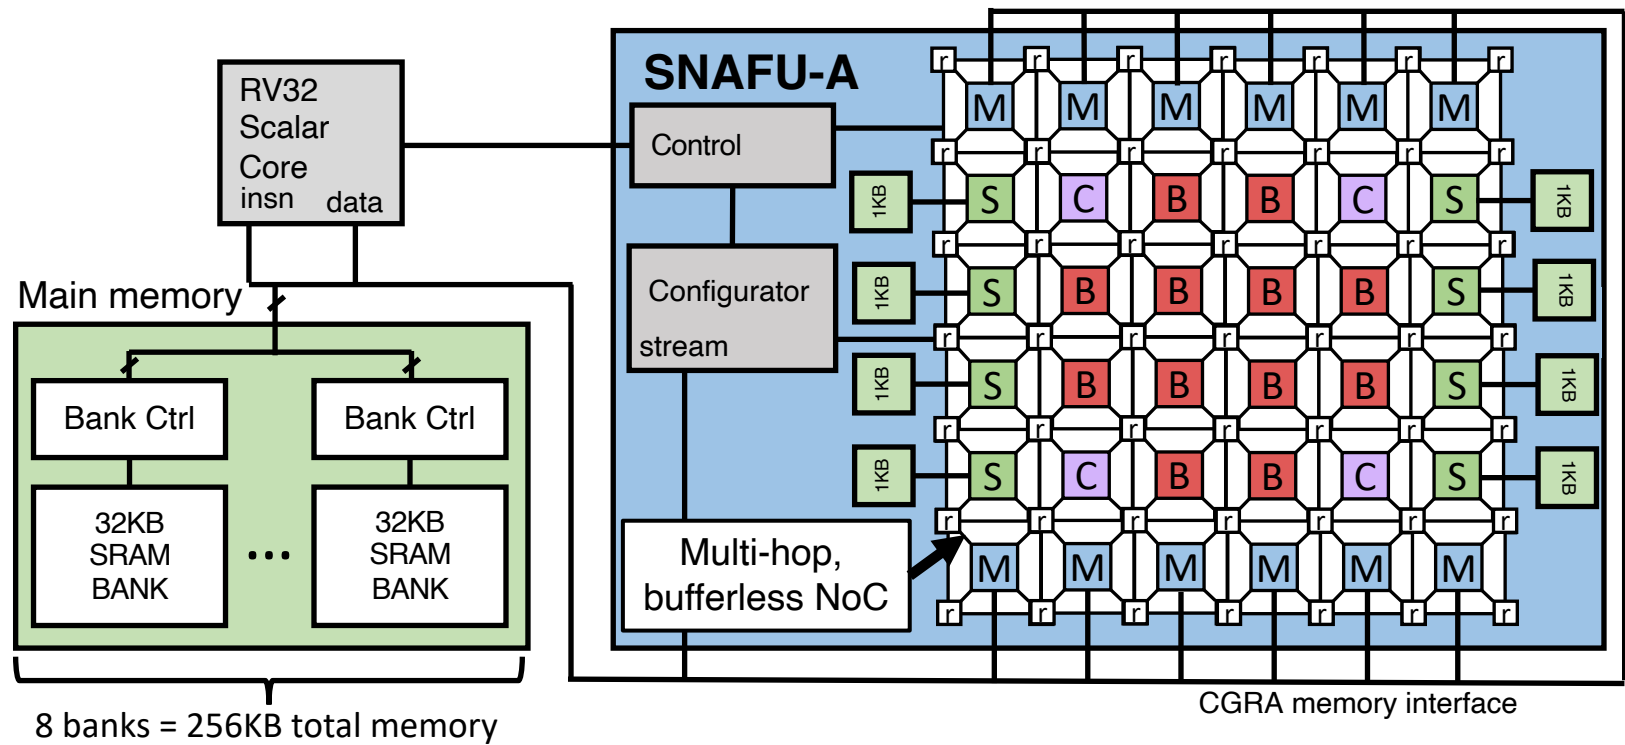 SNAFU-A
RV32
Scalar
Core
insn data
Control
Configurator
stream
Main memory
Bank Ctrl
Bank Ctrl
32KB
SRAM
BANK
...
32KB
SRAM
BANK
8 banks = 256KB total memory
Multi-hop,
bufferless NoC
r r r r r r r
M M M M M M
r r r r r r r
1KB S C B B C S 1KB
r r r r r r r
1KB S B B B B S 1KB
r r r r r r r
1KB S B B B B S 1KB
r r r r r r r
1KB S C B B C S 1KB
r r r r r r r
M M M M M M
r r r r r r r
CGRA memory interface